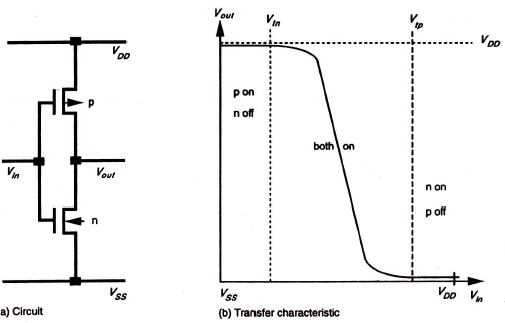 V_DD
p
V_in
V_out
n
V_SS
a) Circuit
V_out
V_tn
V_tp
V_DD
p on
n off
both on
n on
p off
V_SS
V_DD
V_in
(b) Transfer characteristic